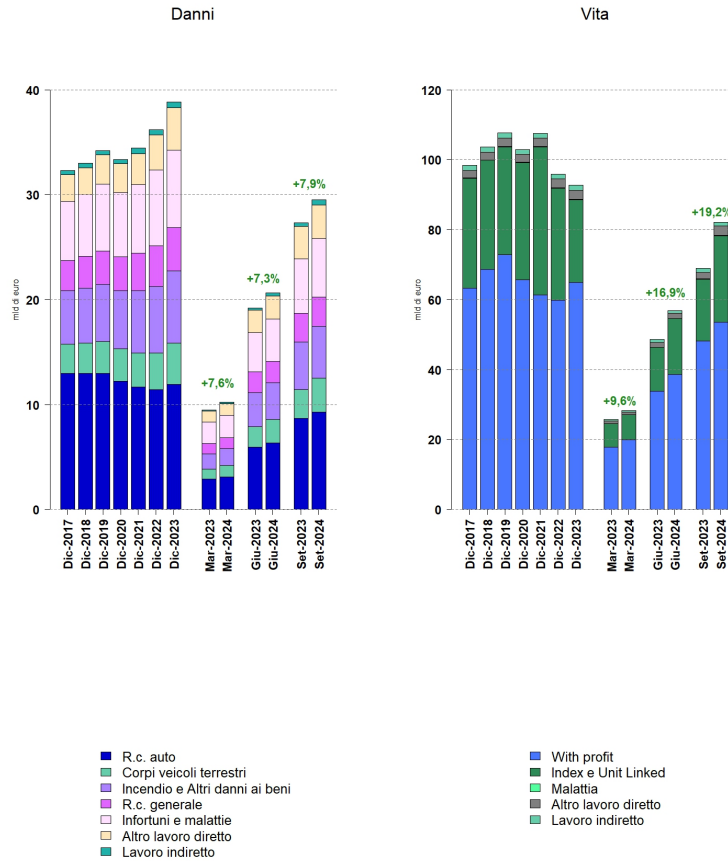 Danni
Vita
40
30
20
10
0
mld di euro
+7,6%
+7,3%
+7,9%
Dic-2017
Dic-2018
Dic-2019
Dic-2020
Dic-2021
Dic-2022
Dic-2023
Mar-2023
Mar-2024
Giu-2023
Giu-2024
Set-2023
Set-2024
120
100
80
60
40
20
0
mld di euro
+9,6%
+16,9%
+19,2%
Dic-2017
Dic-2018
Dic-2019
Dic-2020
Dic-2021
Dic-2022
Dic-2023
Mar-2023
Mar-2024
Giu-2023
Giu-2024
Set-2023
Set-2024
R.c. auto
Corpi veicoli terrestri
Incendio e Altri danni ai beni
R.c. generale
Infortuni e malattie
Altro lavoro diretto
Lavoro indiretto
With profit
Index e Unit Linked
Malattia
Altro lavoro diretto
Lavoro indiretto